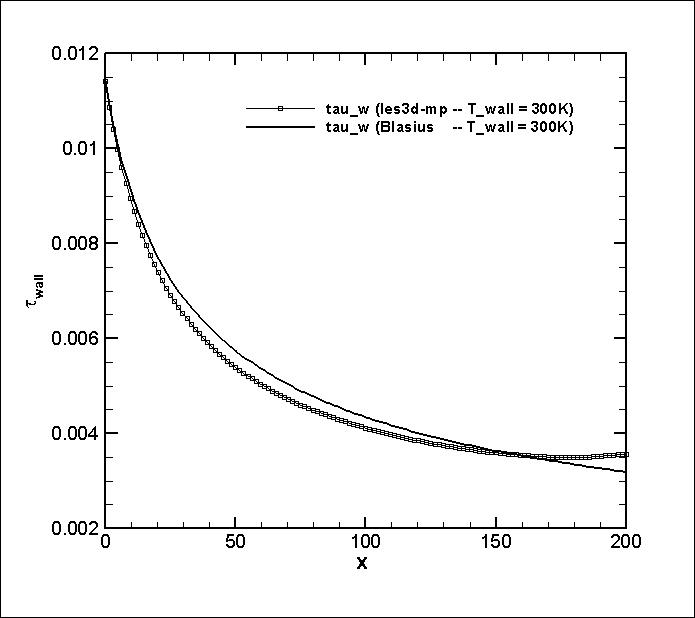 0.012
0.01
0.008
0.006
0.004
0.002
τwall
tau_w (les3d-mp -- T_wall = 300K)
tau_w (Blasius -- T_wall = 300K)
0 50 100 150 200
X